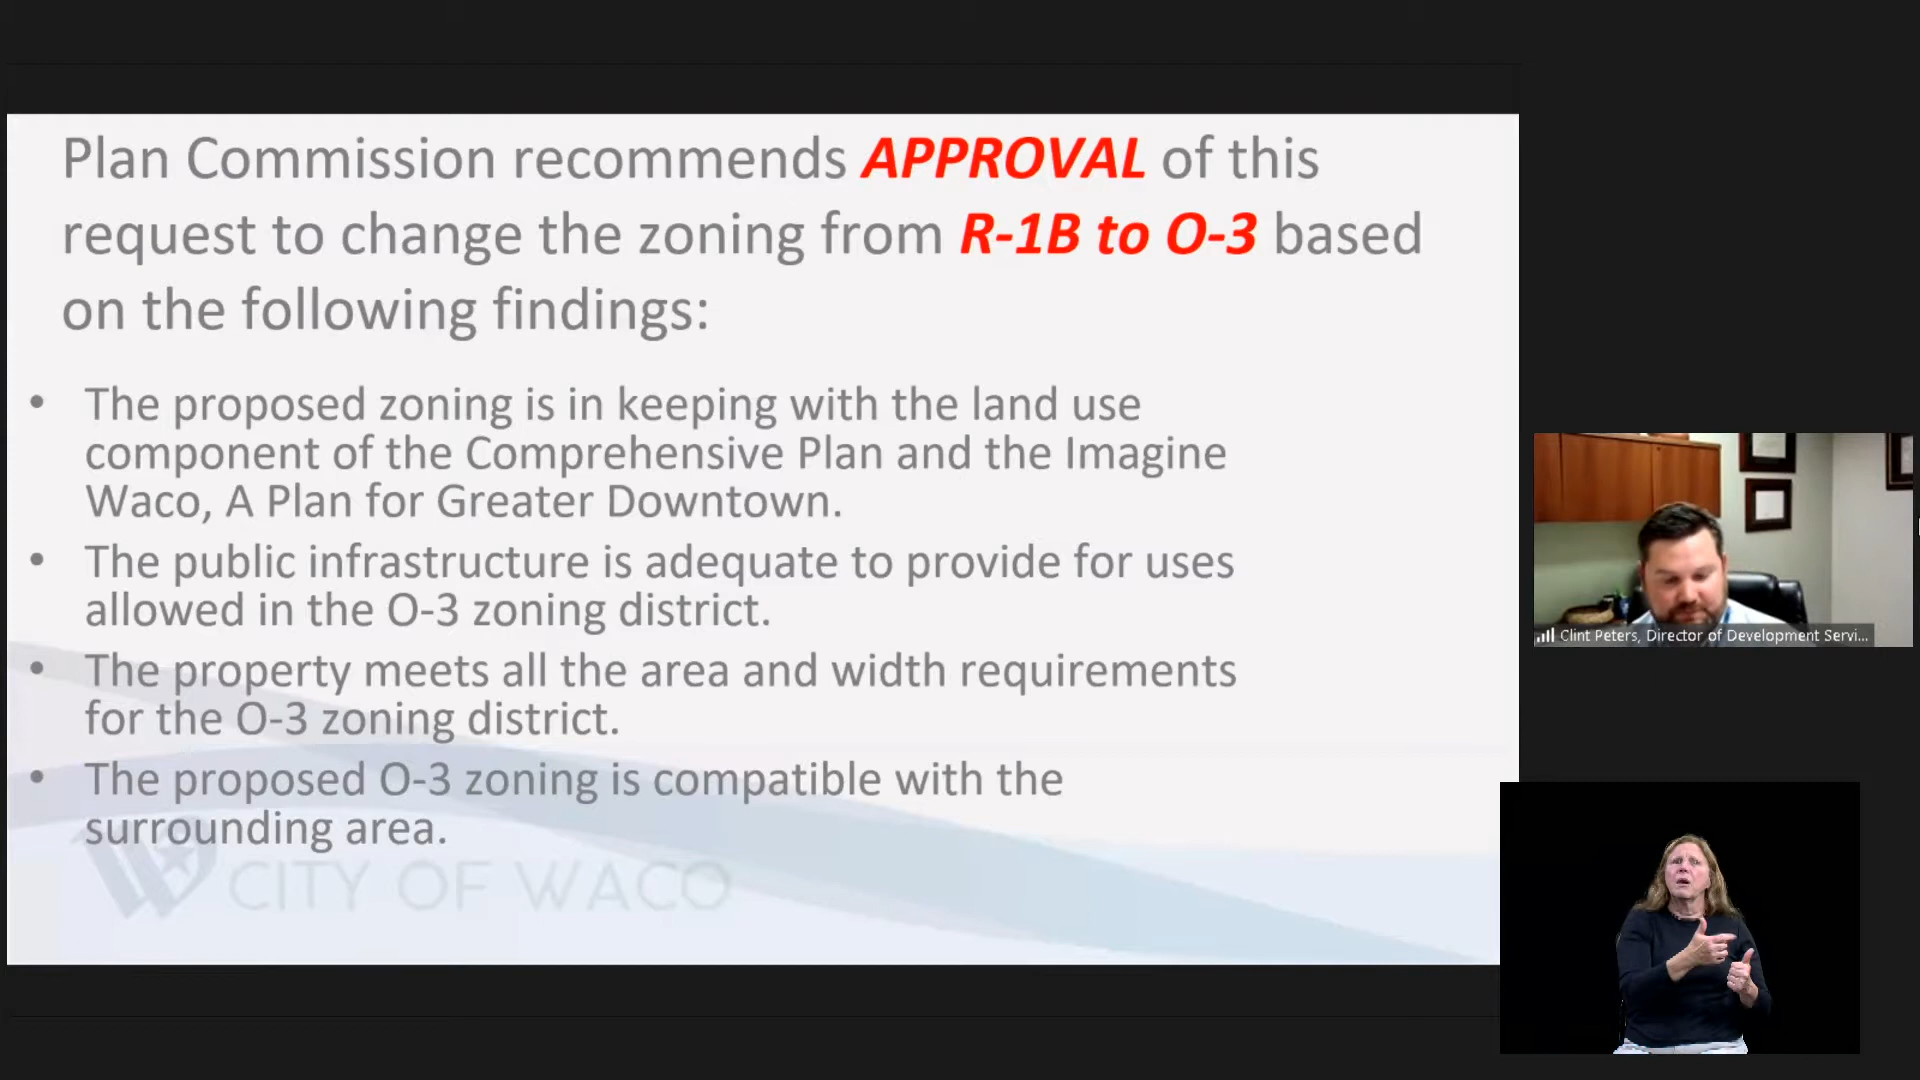 Plan Commission recommends APPROVAL of this
request to change the zoning from R-1B to O-3 based
on the following findings:
• The proposed zoning is in keeping with the land use
component of the Comprehensive Plan and the Imagine
Waco, A Plan for Greater Downtown.
• The public infrastructure is adequate to provide for uses
allowed in the O-3 zoning district.
• The property meets all the area and width requirements
for the O-3 zoning district.
• The proposed O-3 zoning is compatible with the
surrounding area.
CITY OF WACO
Clint Peters, Director of Development Servi...